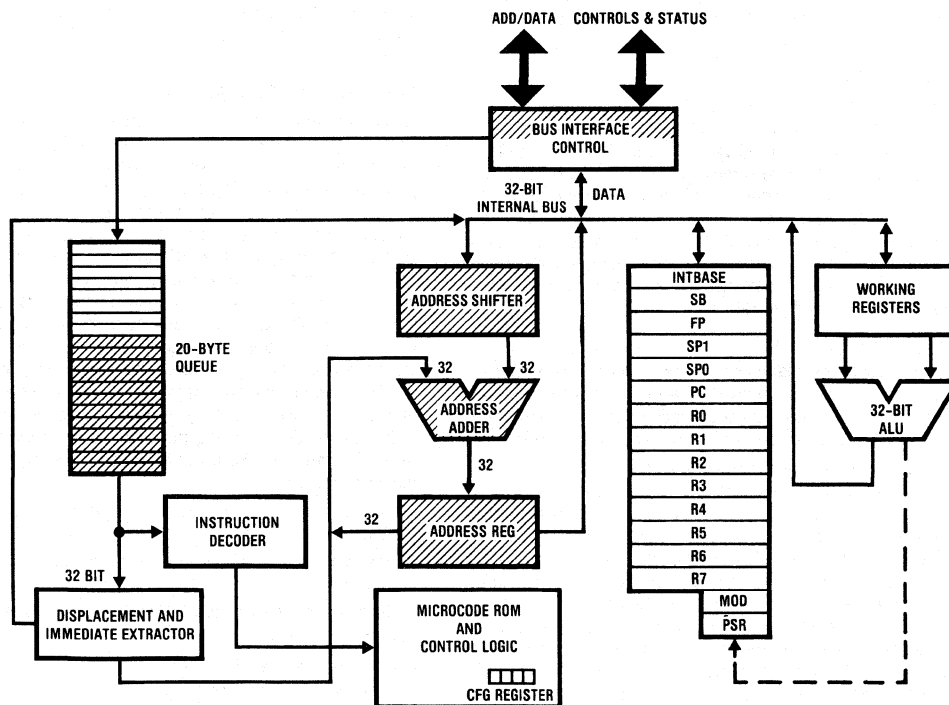 ADD/DATA
CONTROLS & STATUS
BUS INTERFACE
CONTROL
32-BIT
INTERNAL BUS
DATA
20-BYTE
QUEUE
ADDRESS SHIFTER
32
32
ADDRESS
ADDER
32
32
ADDRESS REG
INSTRUCTION
DECODER
32 BIT
DISPLACEMENT AND
IMMEDIATE EXTRACTOR
MICROCODE ROM
AND
CONTROL LOGIC
CFG REGISTER
INTBASE
SB
FP
SP1
SP0
PC
R0
R1
R2
R3
R4
R5
R6
R7
MOD
PSR
WORKING
REGISTERS
32-BIT
ALU